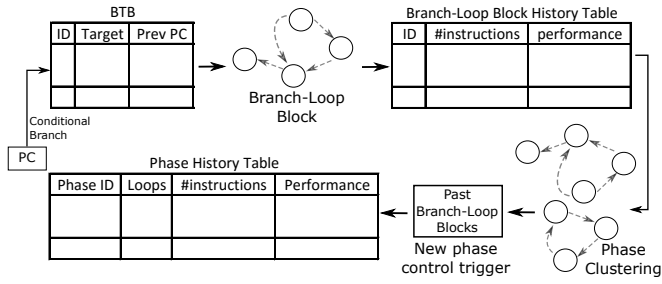 BTB
ID Target Prev PC
Branch-Loop
Block
Branch-Loop Block History Table
ID #instructions performance
Conditional
Branch
PC
Phase History Table
Phase ID Loops #instructions Performance
Past
Branch-Loop
Blocks
New phase
control trigger
Phase
Clustering